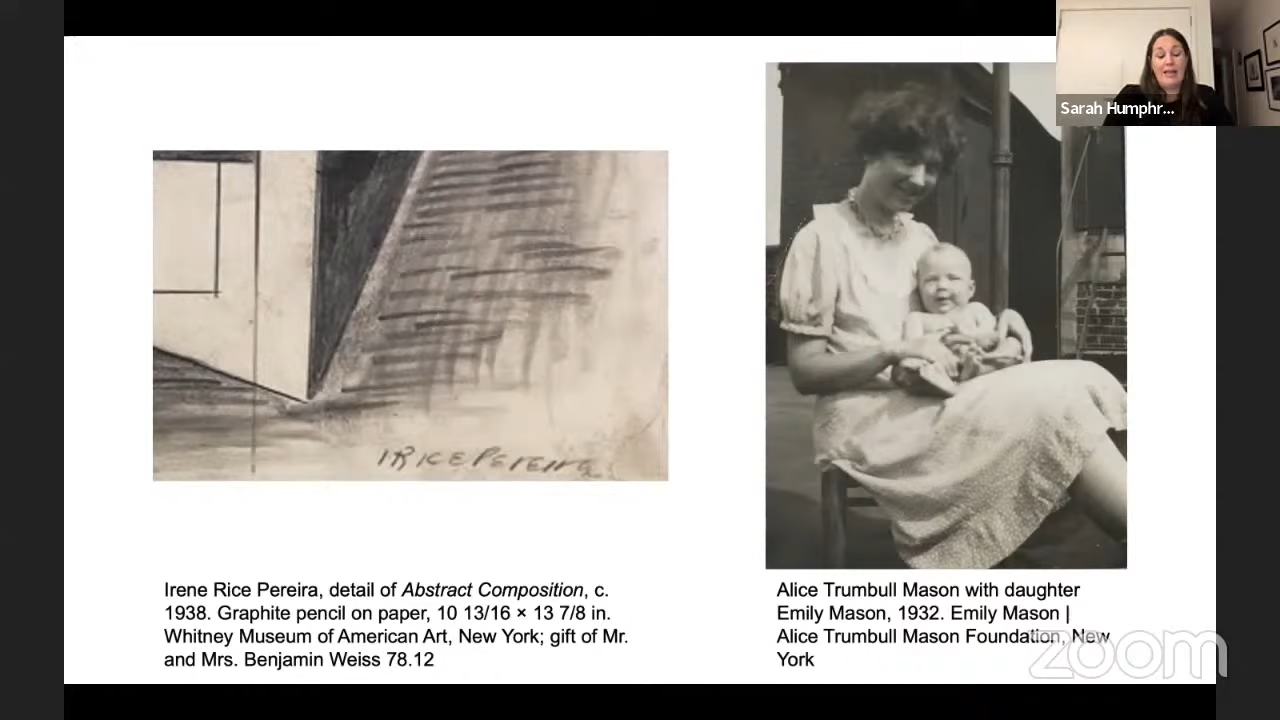 Sarah Humphr...
I RICE PEREIRA
Irene Rice Pereira, detail of Abstract Composition, c.
1938. Graphite pencil on paper, 10 13/16 × 13 7/8 in.
Whitney Museum of American Art, New York; gift of Mr.
and Mrs. Benjamin Weiss 78.12
Alice Trumbull Mason with daughter
Emily Mason, 1932. Emily Mason |
Alice Trumbull Mason Foundation, New
York
zoom